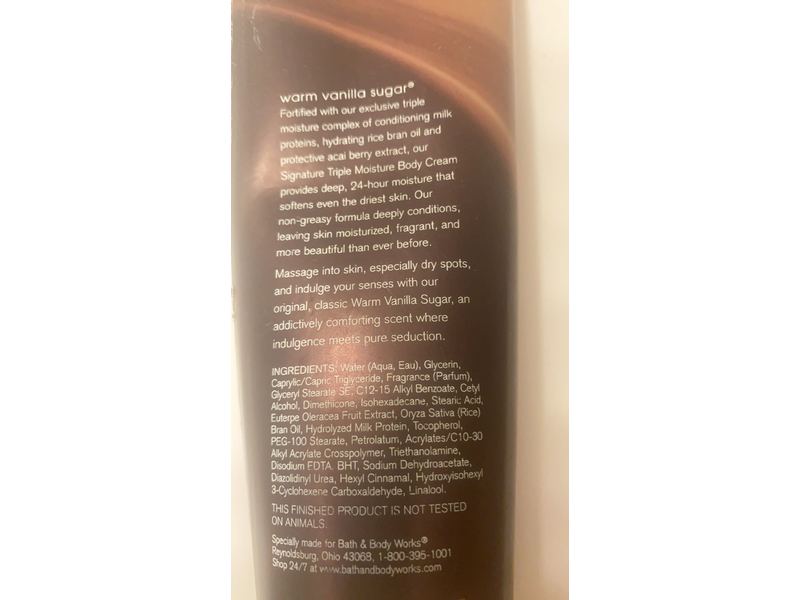 warm vanilla sugar®
Fortified with our exclusive triple
moisture complex of conditioning milk
proteins, hydrating rice bran oil and
protective acai berry extract, our
Signature Triple Moisture Body Cream
provides deep, 24-hour moisture that
softens even the driest skin. Our
non-greasy formula deeply conditions,
leaving skin moisturized, fragrant, and
more beautiful than ever before.
Massage into skin, especially dry spots,
and indulge your senses with our
original, classic Warm Vanilla Sugar, an
addictively comforting scent where
indulgence meets pure seduction.
INGREDIENTS: Water (Aqua, Eau), Glycerin,
Caprylic/Capric Triglyceride, Fragrance (Parfum),
Glyceryl Stearate SE, C12-15 Alkyl Benzoate, Cetyl
Alcohol, Dimethicone, Isohexadecane, Stearic Acid,
Euterpe Oleracea Fruit Extract, Oryza Sativa (Rice)
Bran Oil, Hydrolyzed Milk Protein, Tocopherol,
PEG-100 Stearate, Petrolatum, Acrylates/C10-30
Alkyl Acrylate Crosspolymer, Triethanolamine,
Disodium EDTA, BHT, Sodium Dehydroacetate,
Diazolidinyl Urea, Hexyl Cinnamal, Hydroxyisohexyl
3-Cyclohexene Carboxaldehyde, Linalool.
THIS FINISHED PRODUCT IS NOT TESTED
ON ANIMALS.
Specially made for Bath & Body Works®
Reynoldsburg, Ohio 43068, 1-800-395-1001
Shop 24/7 at www.bathandbodyworks.com